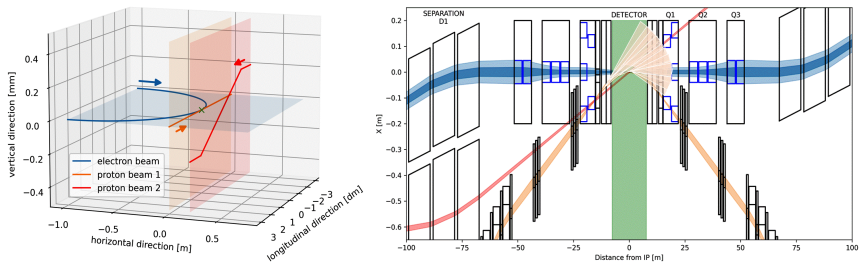 0.4
0.2
0.0
−0.2
−0.4
vertical direction [mm]
electron beam
proton beam 1
proton beam 2
−1.0
−0.5
0.0
0.5
horizontal direction [m]
3
2
1
0
−1
−2
−3
longitudinal direction [dm]
SEPARATION
D1
DETECTOR
Q1
Q2
Q3
0.2
0.1
0.0
−0.1
−0.2
−0.3
−0.4
−0.5
−0.6
X [m]
−100
−75
−50
−25
0
25
50
75
100
Distance from IP [m]